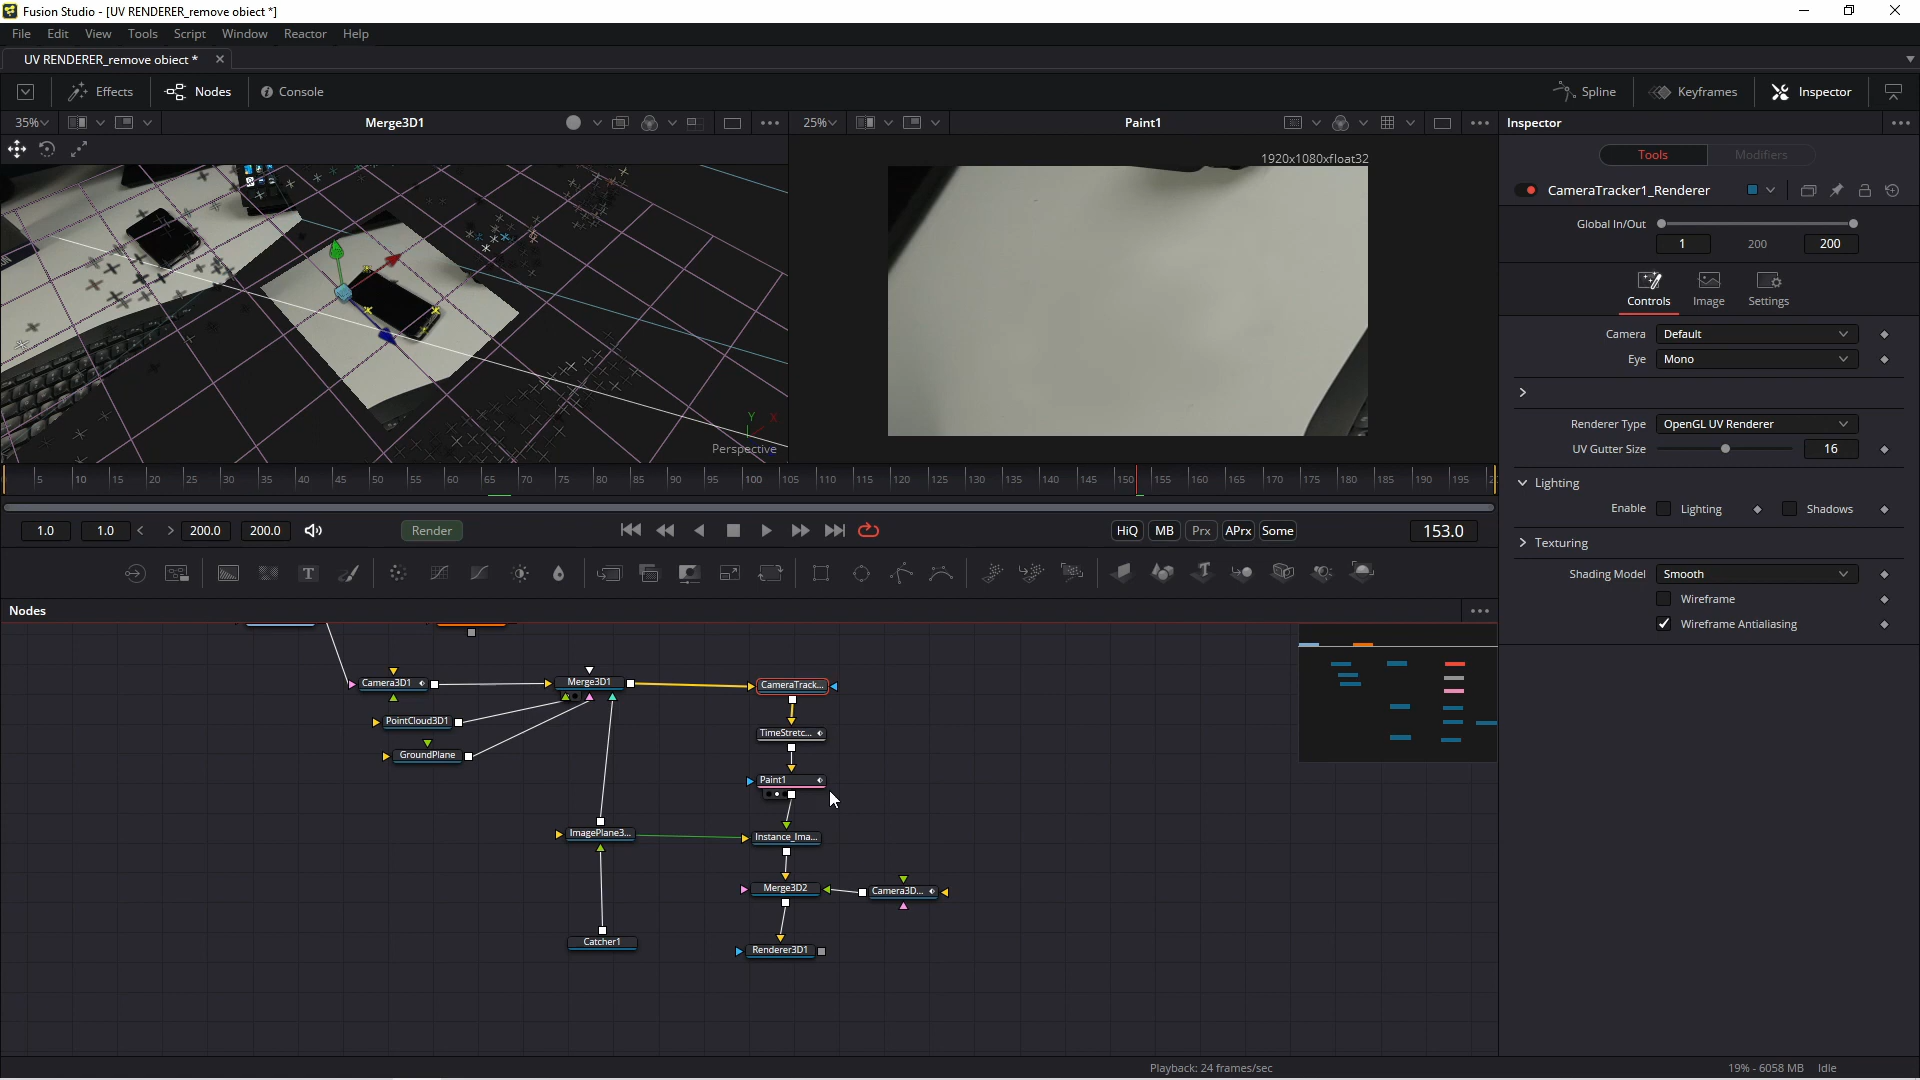 Fusion Studio - [UV RENDERER_remove obiect *]
File Edit View Tools Script Window Reactor Help
UV RENDERER_remove obiect *
Effects Nodes Console Spline Keyframes Inspector
35% Merge3D1 25% Paint1 Inspector
Tools Modifiers
1920x1080xfloat32
CameraTracker1_Renderer
Global In/Out
1 200 200
Controls Image Settings
Camera Default
Eye Mono
Renderer Type OpenGL UV Renderer
UV Gutter Size 16
Y X
Perspective
5 10 15 20 25 30 35 40 45 50 55 60 65 70 75 80 85 90 95 100 105 110 115 120 125 130 135 140 145 150 155 160 165 170 175 180 185 190 195
Lighting
Enable Lighting Shadows
1.0 1.0 < > 200.0 200.0 Render HiQ MB Prx APrx Some 153.0
Texturing
Shading Model Smooth
Wireframe
Wireframe Antialiasing
Nodes
Camera3D1 Merge3D1 CameraTrack...
PointCloud3D1
TimeStretc...
GroundPlane
Paint1
ImagePlane3... Instance_Ima...
Merge3D2 Camera3D...
Catcher1 Renderer3D1
Playback: 24 frames/sec 19% - 6058 MB Idle